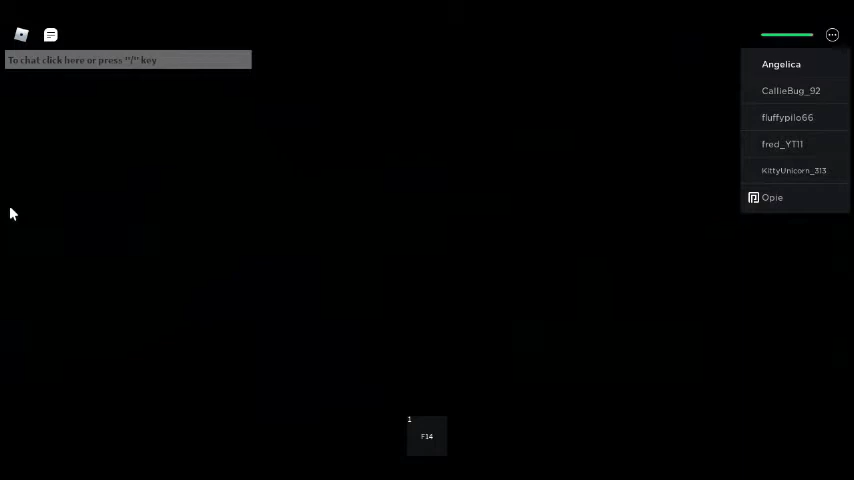 To chat click here or press "/" key
Angelica
CallieBug_92
fluffypilo66
fred_YT11
KittyUnicorn_313
Opie
1
F14